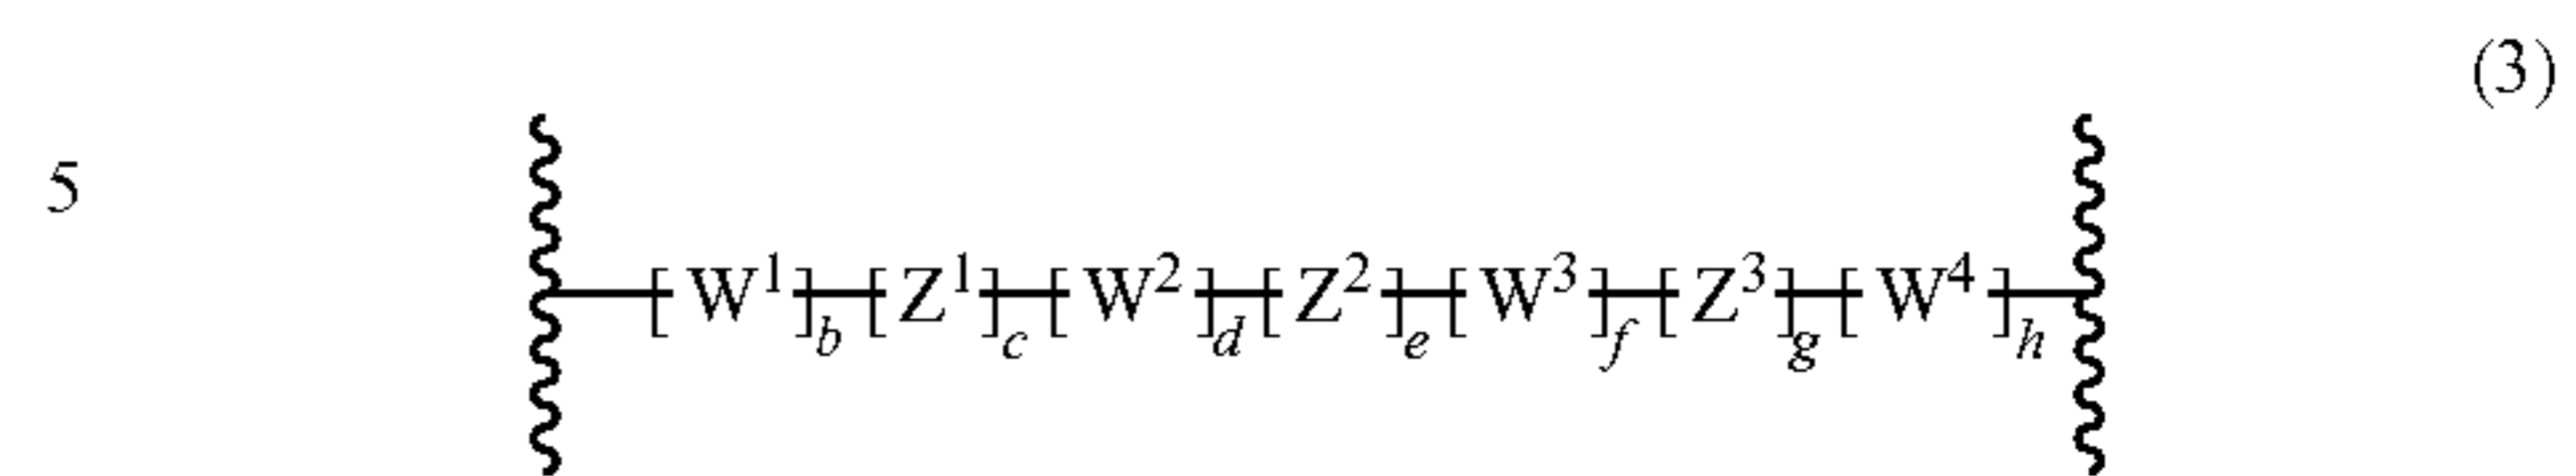 (3)
5
[ W¹ ]b [ Z¹ ]c [ W² ]d [ Z² ]e [ W³ ]f [ Z³ ]g [ W⁴ ]h